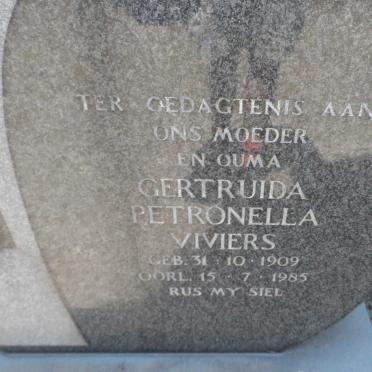 TER GEDAGTENIS AAN
ONS MOEDER
EN OUMA
GERTRUIDA
PETRONELLA
VIVIERS
GEB. 31 · 10 · 1909
OORL. 15 · 7 · 1985
RUS MY SIEL